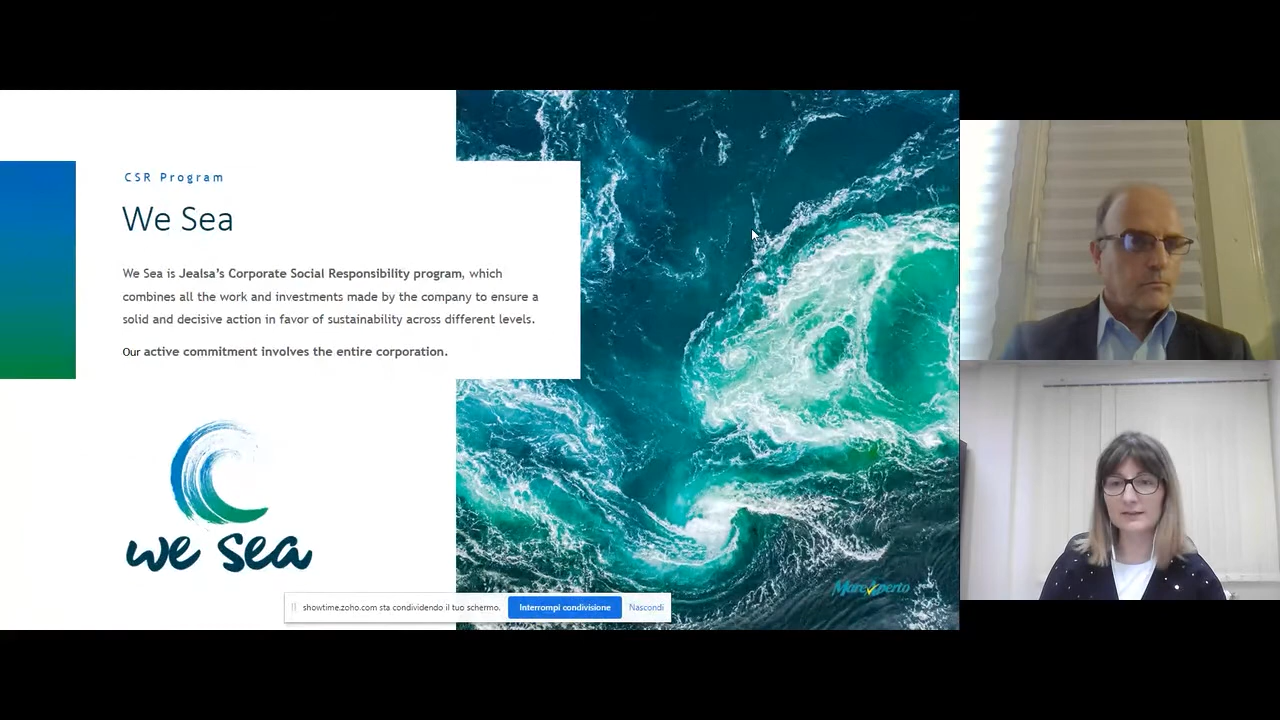 CSR Program
We Sea
We Sea is Jealsa's Corporate Social Responsibility program, which
combines all the work and investments made by the company to ensure a
solid and decisive action in favor of sustainability across different levels.
Our active commitment involves the entire corporation.
we sea
MareAperto
showtime.zoho.com sta condividendo il tuo schermo.
Interrompi condivisione
Nascondi